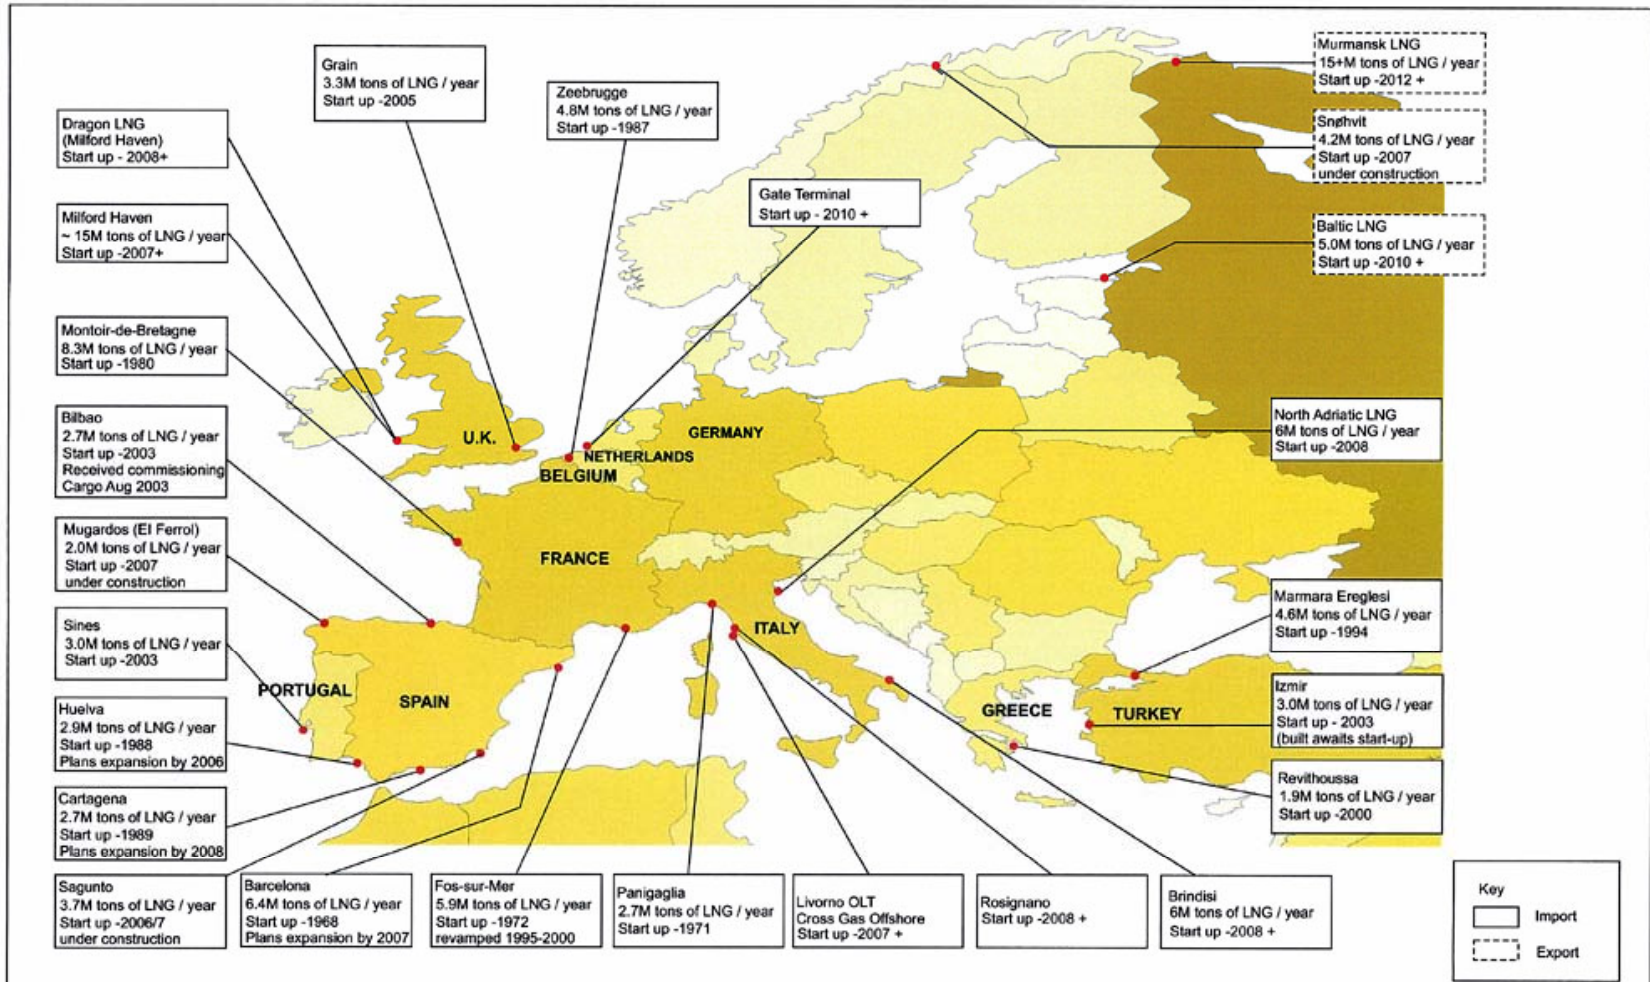 Grain
3.3M tons of LNG / year
Start up -2005
Zeebrugge
4.8M tons of LNG / year
Start up -1987
Murmansk LNG
15+M tons of LNG / year
Start up -2012 +
Dragon LNG
(Milford Haven)
Start up - 2008+
Snøhvit
4.2M tons of LNG / year
Start up -2007
under construction
Gate Terminal
Start up - 2010 +
Milford Haven
~ 15M tons of LNG / year
Start up -2007+
Baltic LNG
5.0M tons of LNG / year
Start up -2010 +
Montoir-de-Bretagne
8.3M tons of LNG / year
Start up -1980
Bilbao
2.7M tons of LNG / year
Start up -2003
Received commissioning
Cargo Aug 2003
North Adriatic LNG
6M tons of LNG / year
Start up -2008
U.K.
GERMANY
NETHERLANDS
BELGIUM
Mugardos (El Ferrol)
2.0M tons of LNG / year
Start up -2007
under construction
FRANCE
Marmara Ereglesi
4.6M tons of LNG / year
Start up -1994
Sines
3.0M tons of LNG / year
Start up -2003
ITALY
PORTUGAL
SPAIN
GREECE
TURKEY
Izmir
3.0M tons of LNG / year
Start up - 2003
(built awaits start-up)
Huelva
2.9M tons of LNG / year
Start up -1988
Plans expansion by 2006
Revithoussa
1.9M tons of LNG / year
Start up -2000
Cartagena
2.7M tons of LNG / year
Start up -1989
Plans expansion by 2008
Sagunto
3.7M tons of LNG / year
Start up -2006/7
under construction
Barcelona
6.4M tons of LNG / year
Start up -1968
Plans expansion by 2007
Fos-sur-Mer
5.9M tons of LNG / year
Start up -1972
revamped 1995-2000
Panigaglia
2.7M tons of LNG / year
Start up -1971
Livorno OLT
Cross Gas Offshore
Start up -2007 +
Rosignano
Start up -2008 +
Brindisi
6M tons of LNG / year
Start up -2008 +
Key
Import
Export